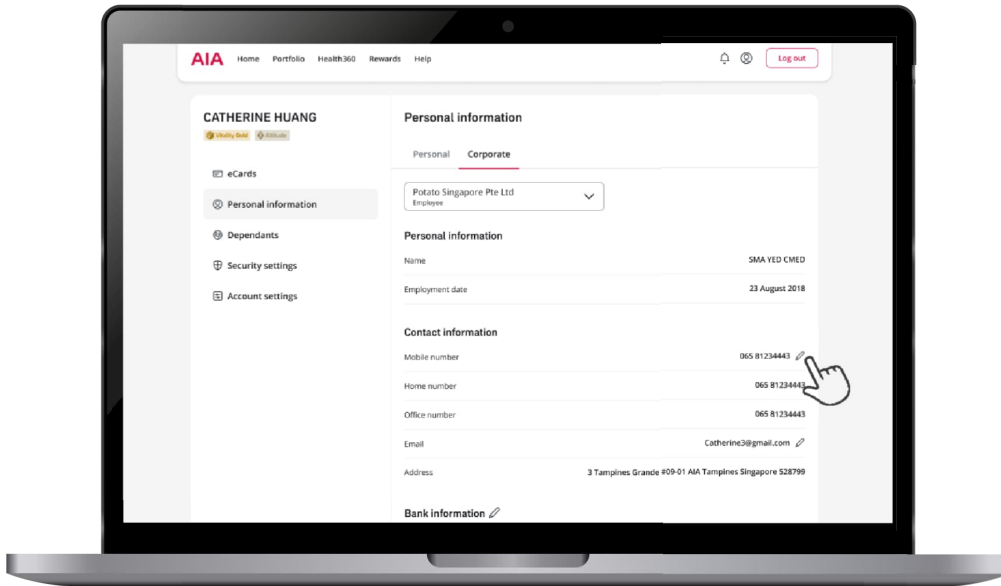 AIA Home Portfolio Health360 Rewards Help Log out
CATHERINE HUANG
Vitality Gold Altitude
eCards
Personal information
Dependants
Security settings
Account settings
Personal information
Personal Corporate
Potato Singapore Pte Ltd
Employee
Personal information
Name SMA YED CMED
Employment date 23 August 2018
Contact information
Mobile number 065 81234443
Home number 065 81234443
Office number 065 81234443
Email Catherine3@gmail.com
Address 3 Tampines Grande #09-01 AIA Tampines Singapore 528799
Bank information